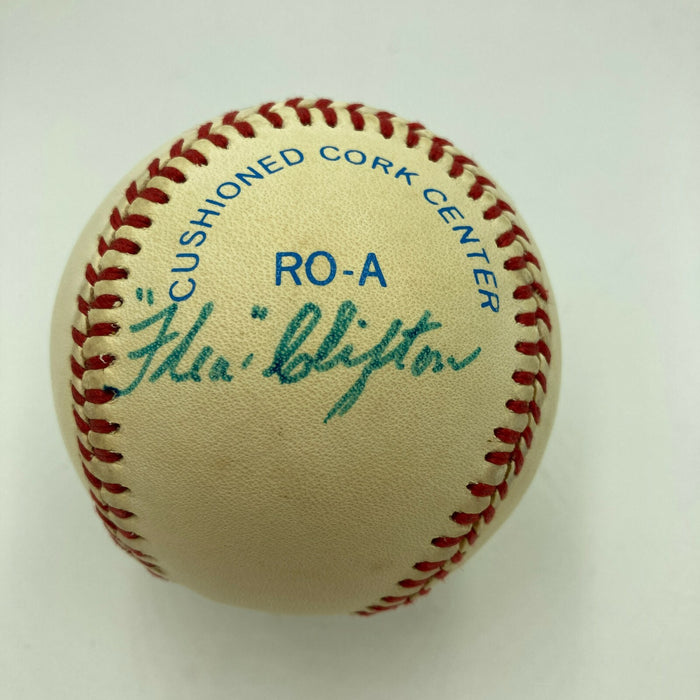 CUSHIONED CORK CENTER
RO-A
"Flea" Clifton